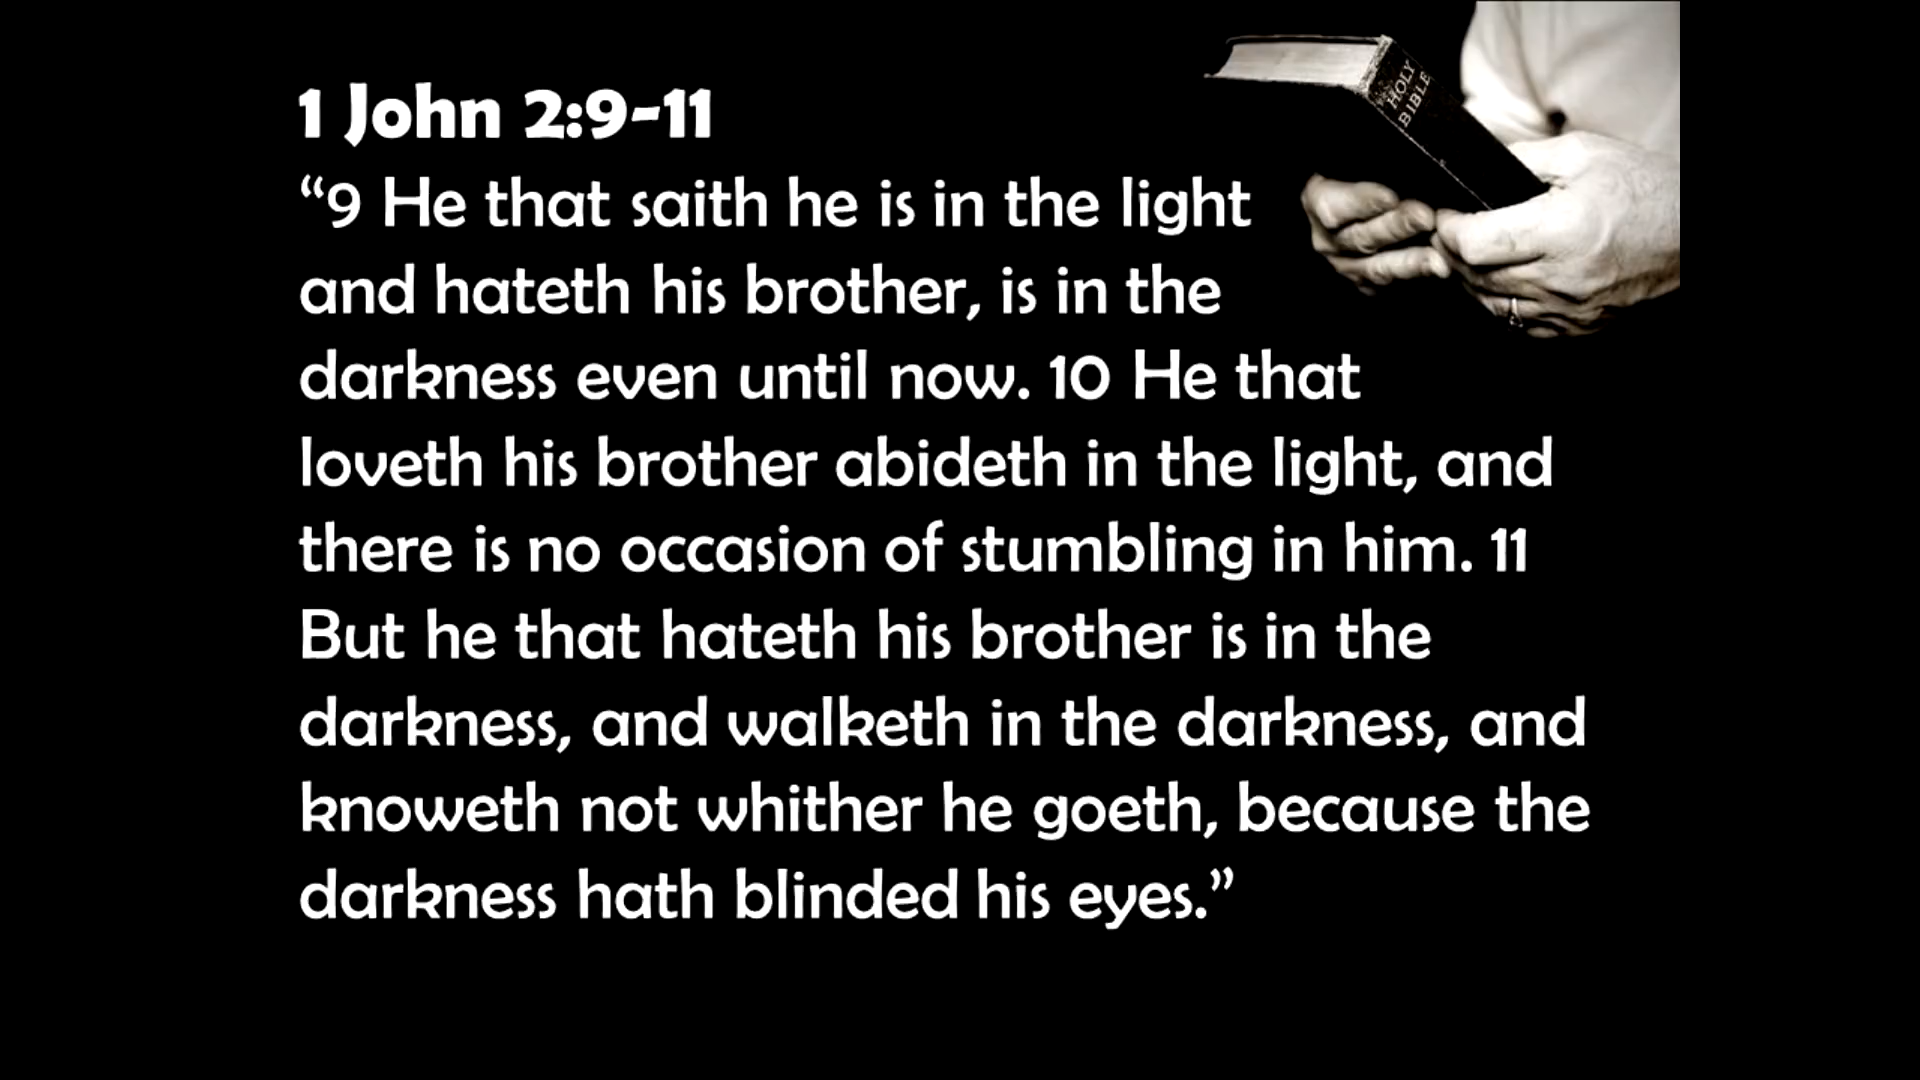 1 John 2:9-11
“9 He that saith he is in the light
and hateth his brother, is in the
darkness even until now. 10 He that
loveth his brother abideth in the light, and
there is no occasion of stumbling in him. 11
But he that hateth his brother is in the
darkness, and walketh in the darkness, and
knoweth not whither he goeth, because the
darkness hath blinded his eyes.”
HOLY
BIBLE